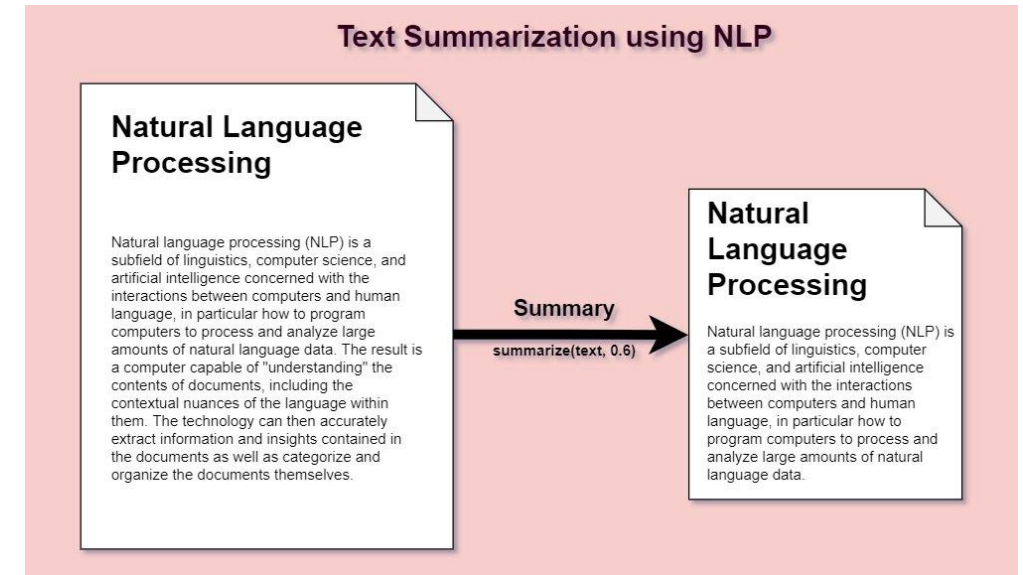 Text Summarization using NLP
Natural Language
Processing
Natural language processing (NLP) is a
subfield of linguistics, computer science, and
artificial intelligence concerned with the
interactions between computers and human
language, in particular how to program
computers to process and analyze large
amounts of natural language data. The result is
a computer capable of "understanding" the
contents of documents, including the
contextual nuances of the language within
them. The technology can then accurately
extract information and insights contained in
the documents as well as categorize and
organize the documents themselves.
Summary
summarize(text, 0.6)
Natural
Language
Processing
Natural language processing (NLP) is
a subfield of linguistics, computer
science, and artificial intelligence
concerned with the interactions
between computers and human
language, in particular how to
program computers to process and
analyze large amounts of natural
language data.